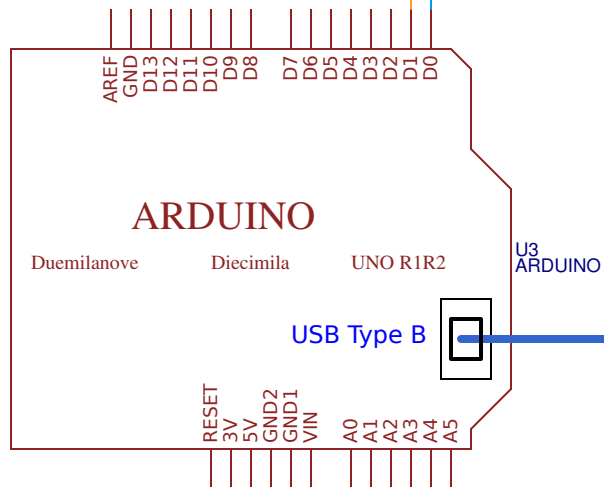 AREF
GND
D13
D12
D11
D10
D9
D8
D7
D6
D5
D4
D3
D2
D1
D0
ARDUINO
Duemilanove Diecimila UNO R1R2
U3
ARDUINO
USB Type B
RESET
3V
5V
GND2
GND1
VIN
A0
A1
A2
A3
A4
A5